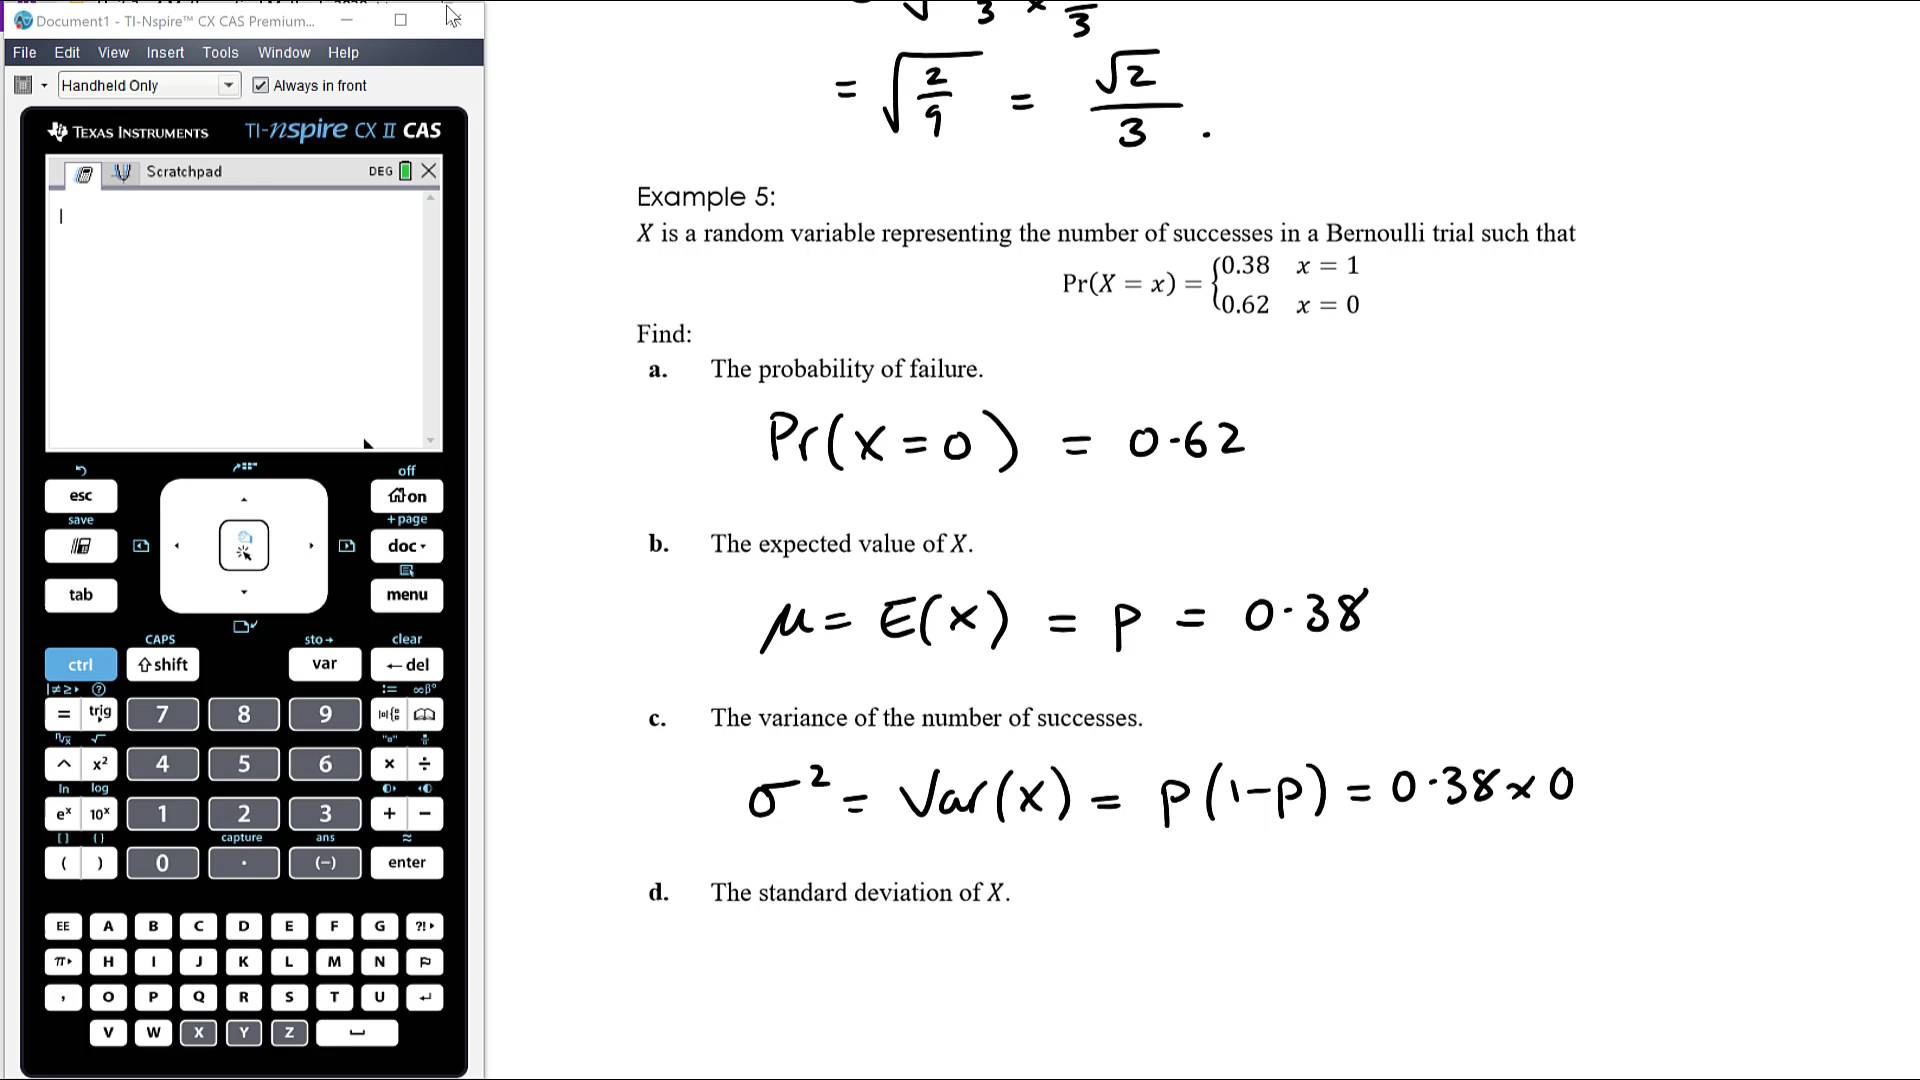 Document1 - TI-Nspire™ CX CAS Premium...
File Edit View Insert Tools Window Help
Handheld Only Always in front
TEXAS INSTRUMENTS TI-nspire CX II CAS
Scratchpad DEG
off
esc on
save +page
doc
tab menu
CAPS sto→ clear
ctrl ⇧shift var ←del
= trig 7 8 9
ⁿ√x √
^ x² 4 5 6 × ÷
ln log
eˣ 10ˣ 1 2 3 + −
[ ] { } capture ans ≈
( ) 0 . (−) enter
EE A B C D E F G ?!▸
π▸ H I J K L M N
, O P Q R S T U ↵
V W X Y Z
√ 3 × 3
= √(2/9) = √2/3 .
Example 5:
X is a random variable representing the number of successes in a Bernoulli trial such that
Pr(X = x) = {0.38 x = 1
0.62 x = 0
Find:
a. The probability of failure.
Pr(X=0) = 0·62
b. The expected value of X.
μ = E(X) = p = 0·38
c. The variance of the number of successes.
σ² = Var(X) = p(1-p) = 0·38 × 0
d. The standard deviation of X.